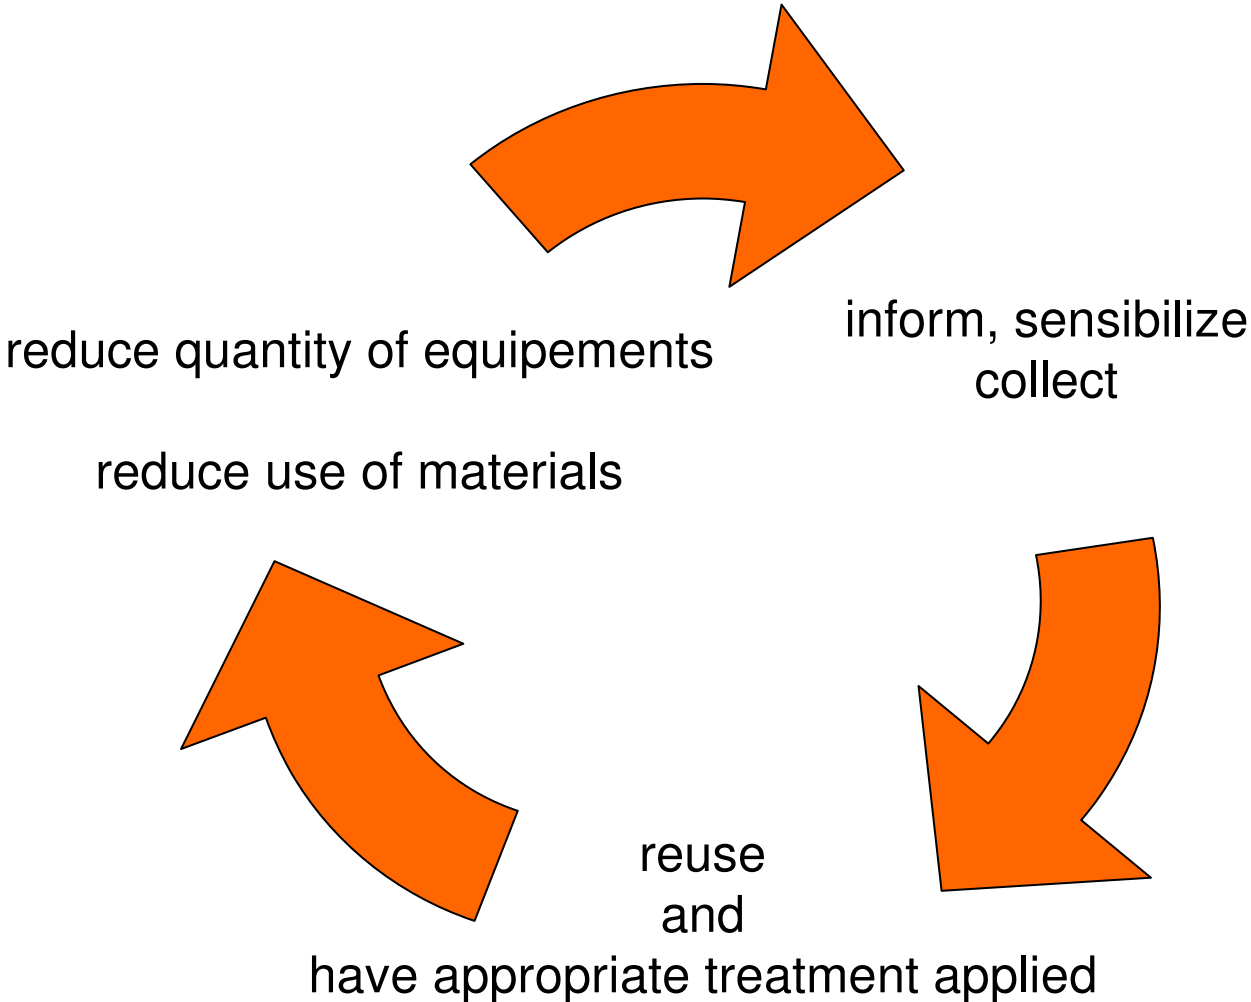 reduce quantity of equipements
reduce use of materials
inform, sensibilize
collect
reuse
and
have appropriate treatment applied